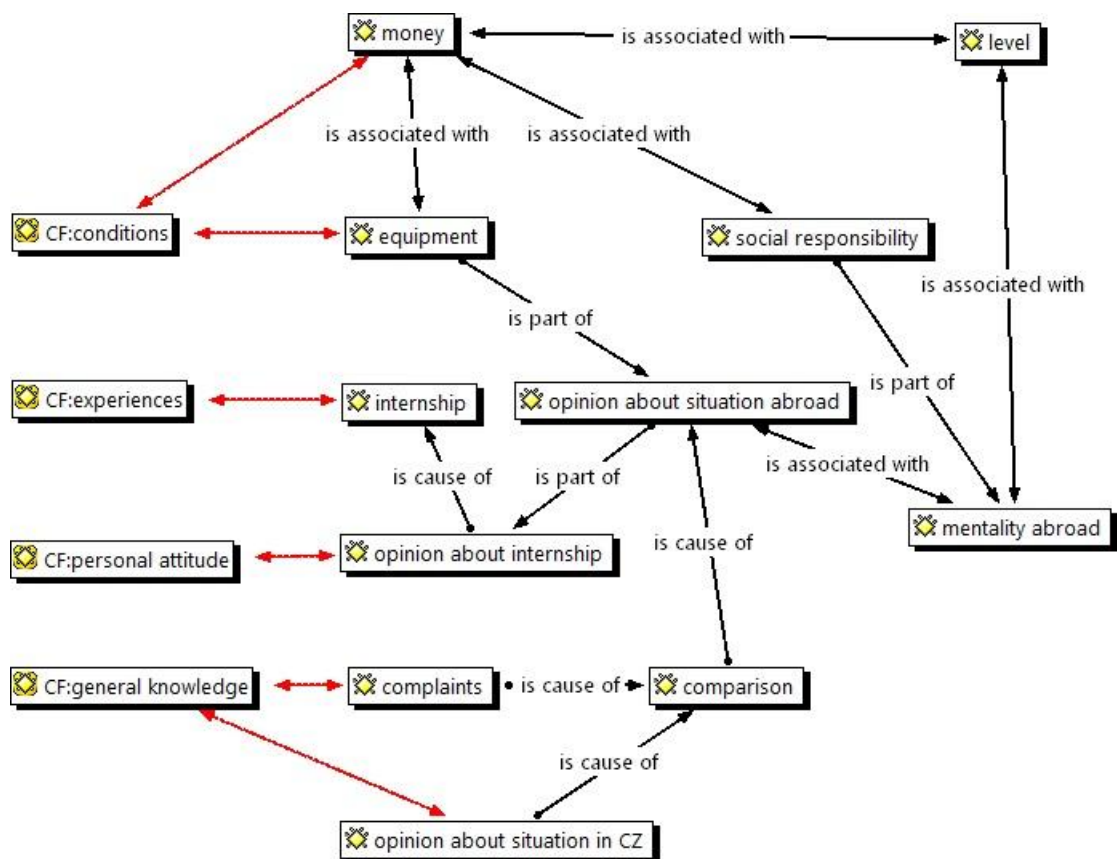 money
is associated with
level
is associated with
is associated with
CF:conditions
equipment
social responsibility
is associated with
is part of
is part of
CF:experiences
internship
opinion about situation abroad
is associated with
is cause of
is part of
mentality abroad
is cause of
CF:personal attitude
opinion about internship
CF:general knowledge
complaints
is cause of
comparison
is cause of
opinion about situation in CZ